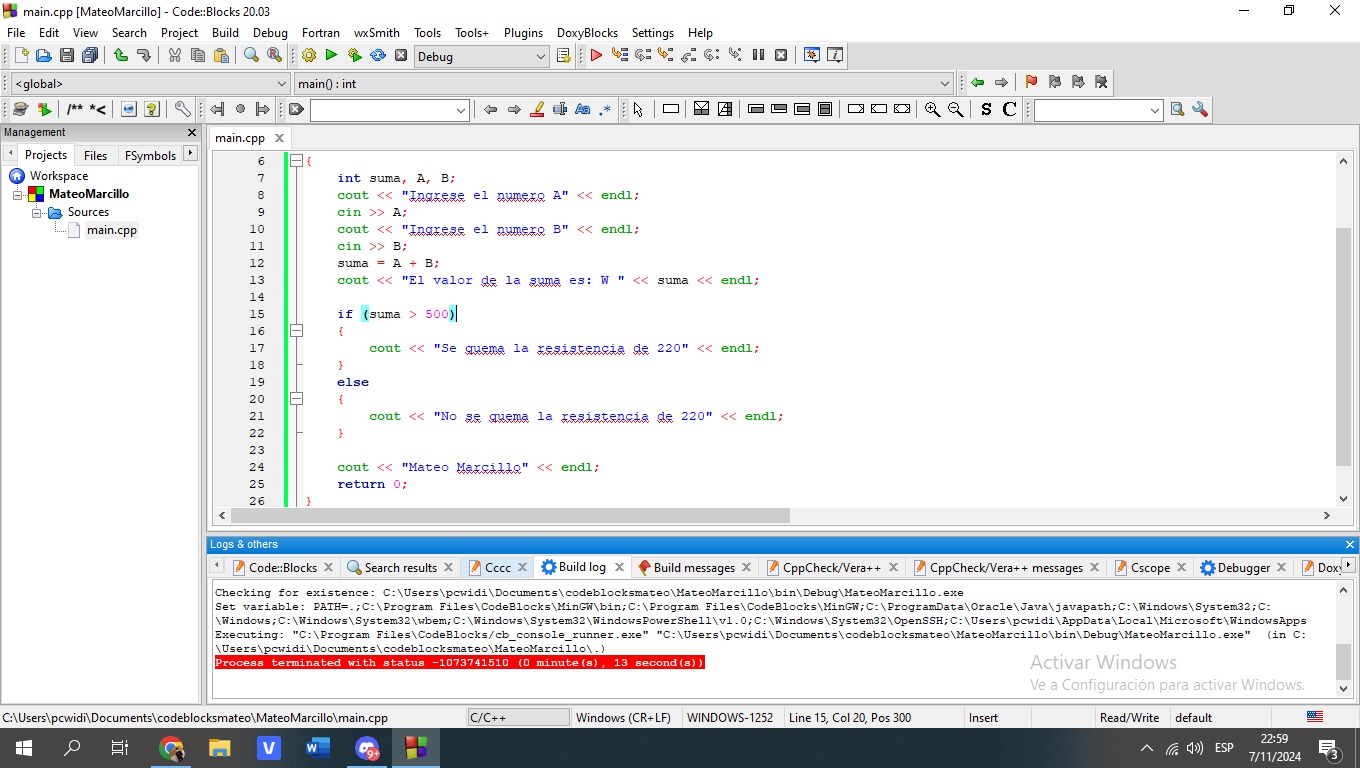 main.cpp [MateoMarcillo] - Code::Blocks 20.03
File Edit View Search Project Build Debug Fortran wxSmith Tools Tools+ Plugins DoxyBlocks Settings Help
Debug
<global>
main() : int
/** *<
Aa .*
S C
Management
Projects Files FSymbols
Workspace
MateoMarcillo
Sources
main.cpp
main.cpp
6 {
7 int suma, A, B;
8 cout << "Ingrese el numero A" << endl;
9 cin >> A;
10 cout << "Ingrese el numero B" << endl;
11 cin >> B;
12 suma = A + B;
13 cout << "El valor de la suma es: W " << suma << endl;
14
15 if (suma > 500)
16 {
17 cout << "Se quema la resistencia de 220" << endl;
18 }
19 else
20 {
21 cout << "No se quema la resistencia de 220" << endl;
22 }
23
24 cout << "Mateo Marcillo" << endl;
25 return 0;
26 }
Logs & others
Code::Blocks Search results Cccc Build log Build messages CppCheck/Vera++ CppCheck/Vera++ messages Cscope Debugger Doxy
Checking for existence: C:\Users\pcwidi\Documents\codeblocksmateo\MateoMarcillo\bin\Debug\MateoMarcillo.exe
Set variable: PATH=.;C:\Program Files\CodeBlocks\MinGW\bin;C:\Program Files\CodeBlocks\MinGW;C:\ProgramData\Oracle\Java\javapath;C:\Windows\System32;C:
\Windows;C:\Windows\System32\wbem;C:\Windows\System32\WindowsPowerShell\v1.0;C:\Windows\System32\OpenSSH;C:\Users\pcwidi\AppData\Local\Microsoft\WindowsApps
Executing: "C:\Program Files\CodeBlocks/cb_console_runner.exe" "C:\Users\pcwidi\Documents\codeblocksmateo\MateoMarcillo\bin\Debug\MateoMarcillo.exe" (in C:
\Users\pcwidi\Documents\codeblocksmateo\MateoMarcillo\.)
Process terminated with status -1073741510 (0 minute(s), 13 second(s))
Activar Windows
Ve a Configuración para activar Windows.
C:\Users\pcwidi\Documents\codeblocksmateo\MateoMarcillo\main.cpp C/C++ Windows (CR+LF) WINDOWS-1252 Line 15, Col 20, Pos 300 Insert Read/Write default
V W 9+ ESP
22:59
7/11/2024
3